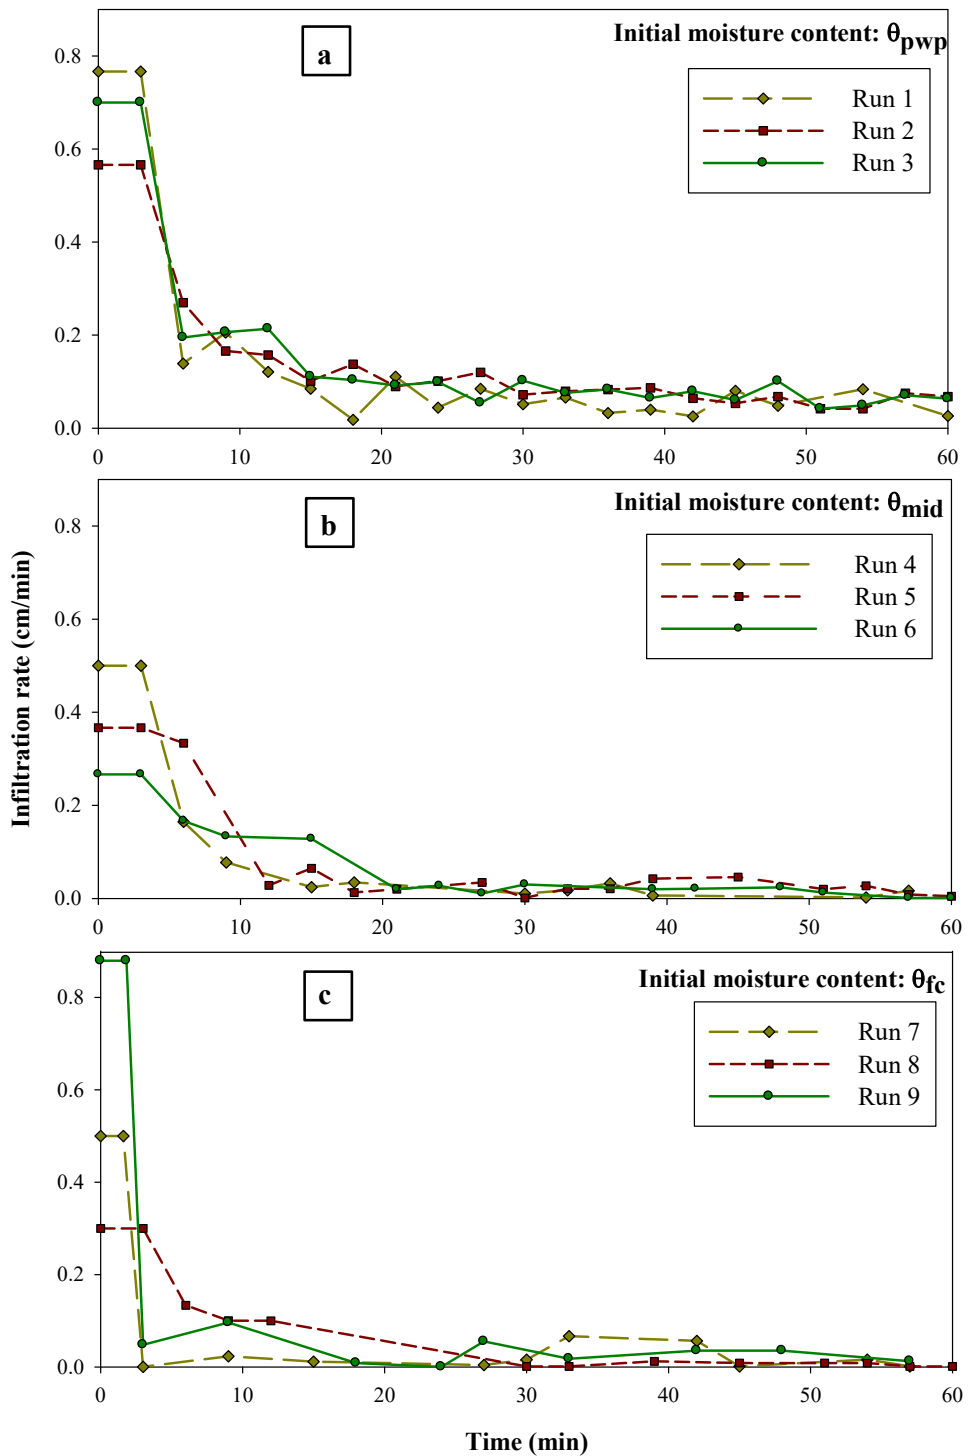 a
Initial moisture content: θpwp
Run 1
Run 2
Run 3
0.8
0.6
0.4
0.2
0.0
0 10 20 30 40 50 60
b
Initial moisture content: θmid
Run 4
Run 5
Run 6
0.8
0.6
0.4
0.2
0.0
0 10 20 30 40 50 60
Infiltration rate (cm/min)
c
Initial moisture content: θfc
Run 7
Run 8
Run 9
0.8
0.6
0.4
0.2
0.0
0 10 20 30 40 50 60
Time (min)